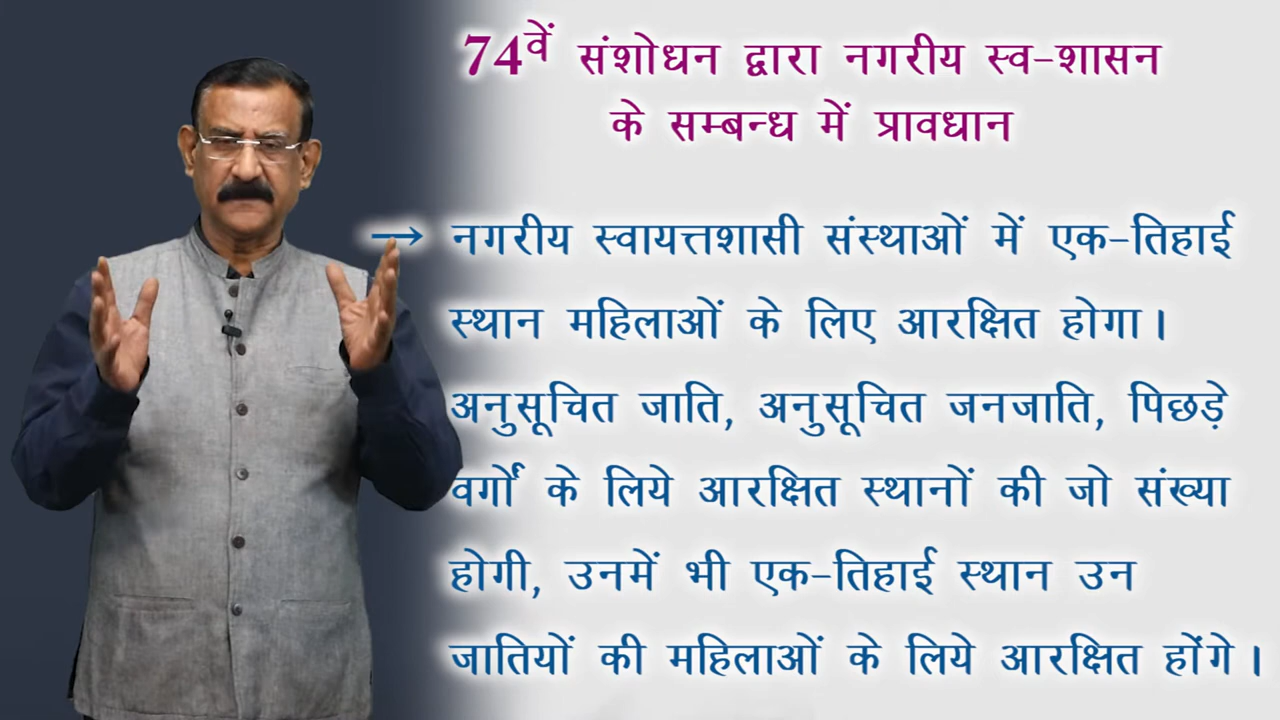 74वें संशोधन द्वारा नगरीय स्व-शासन
के सम्बन्ध में प्रावधान
→ नगरीय स्वायत्तशासी संस्थाओं में एक-तिहाई
स्थान महिलाओं के लिए आरक्षित होगा।
अनुसूचित जाति, अनुसूचित जनजाति, पिछड़े
वर्गों के लिये आरक्षित स्थानों की जो संख्या
होगी, उनमें भी एक-तिहाई स्थान उन
जातियों की महिलाओं के लिये आरक्षित होंगे।